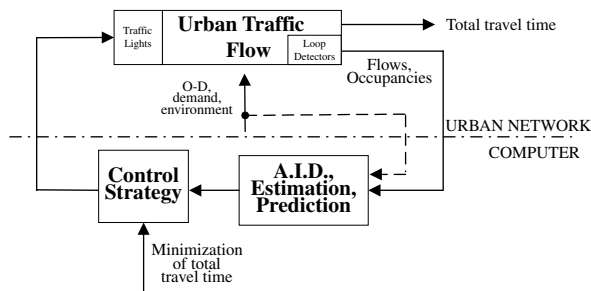 Traffic
Lights
Urban Traffic
Flow
Loop
Detectors
Total travel time
Flows,
Occupancies
O-D,
demand,
environment
URBAN NETWORK
COMPUTER
Control
Strategy
A.I.D.,
Estimation,
Prediction
Minimization
of total
travel time